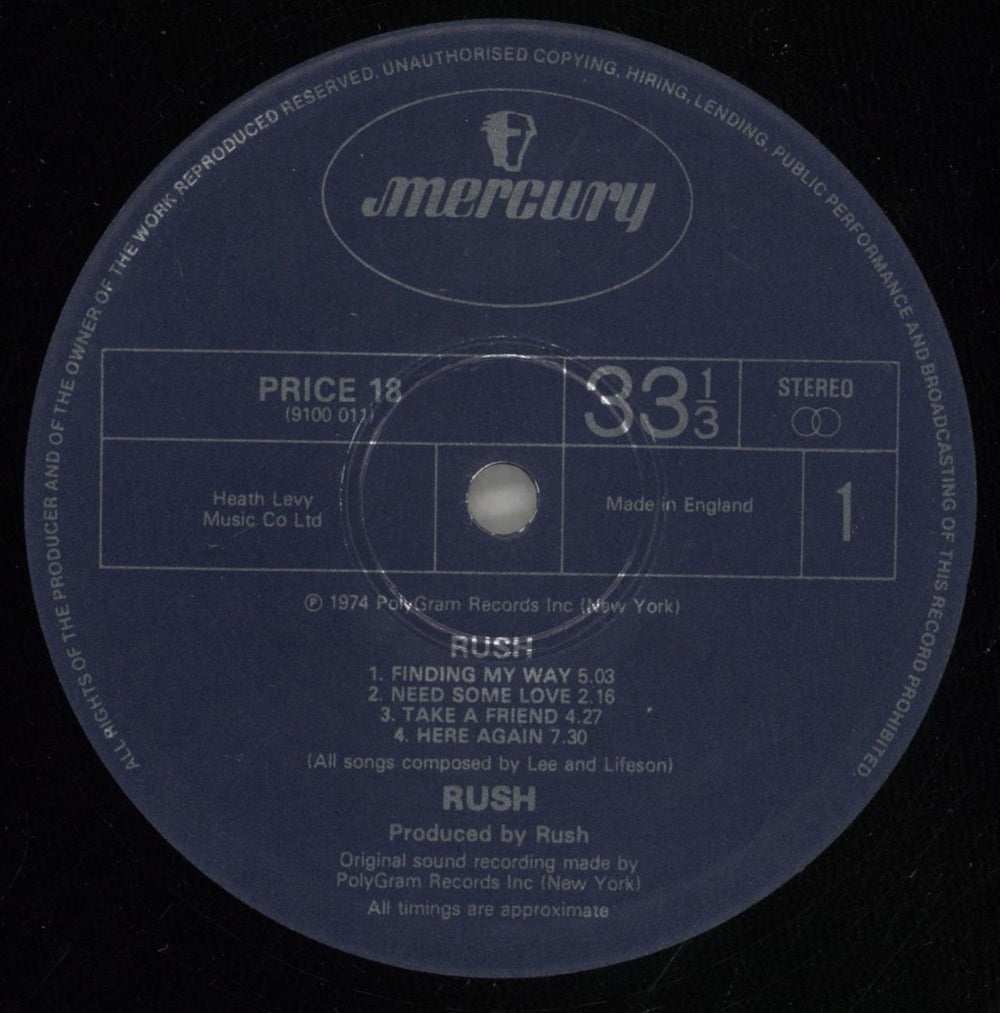 ALL RIGHTS OF THE PRODUCER AND OF THE OWNER OF THE WORK REPRODUCED RESERVED. UNAUTHORISED COPYING, HIRING, LENDING, PUBLIC PERFORMANCE AND BROADCASTING OF THIS RECORD PROHIBITED.
mercury
PRICE 18
(9100 011)
33 1/3
STEREO
Heath Levy
Music Co Ltd
Made in England
1
℗ 1974 PolyGram Records Inc (New York)
RUSH
1. FINDING MY WAY 5.03
2. NEED SOME LOVE 2.16
3. TAKE A FRIEND 4.27
4. HERE AGAIN 7.30
(All songs composed by Lee and Lifeson)
RUSH
Produced by Rush
Original sound recording made by
PolyGram Records Inc (New York)
All timings are approximate